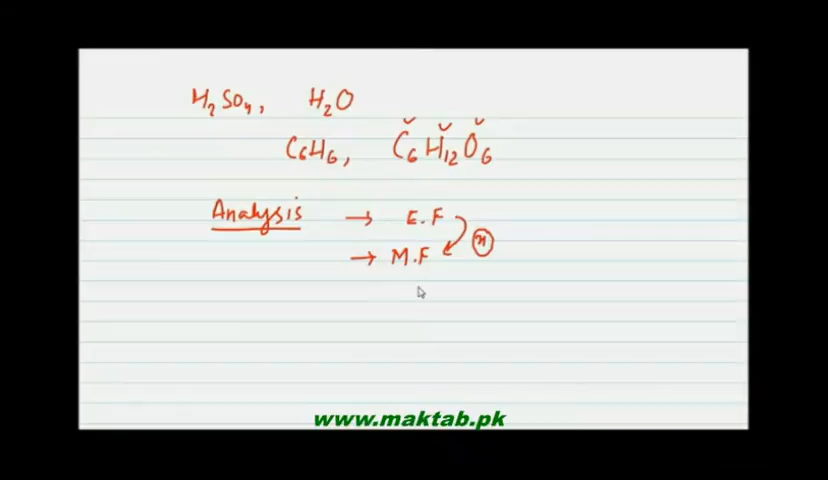 H₂SO₄, H₂O
C₆H₆, C₆H₁₂O₆
Analysis → E.F
→ M.F n
www.maktab.pk